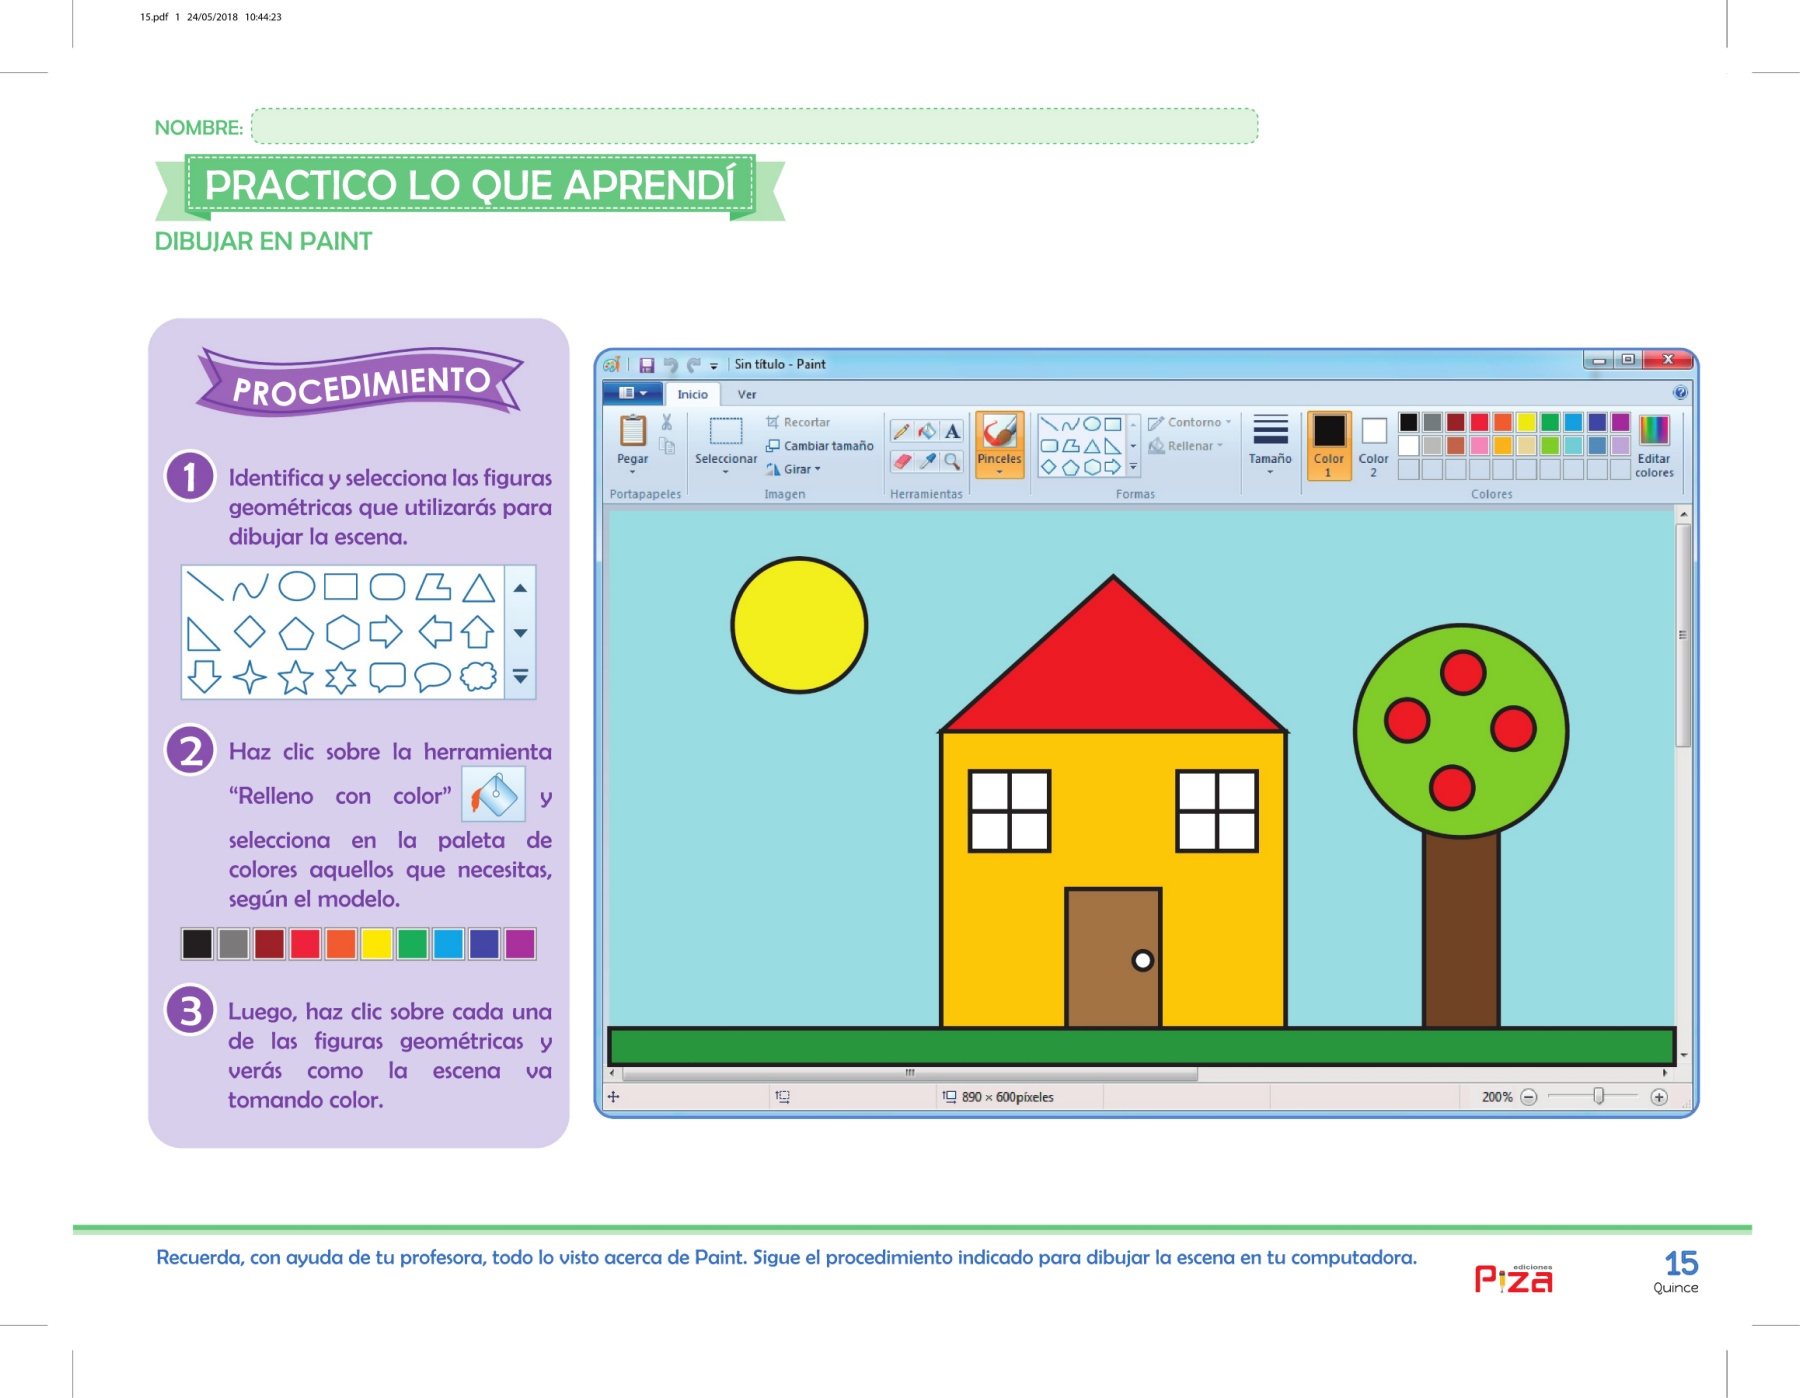 15.pdf 1 24/05/2018 10:44:23
NOMBRE:
PRACTICO LO QUE APRENDÍ
DIBUJAR EN PAINT
PROCEDIMIENTO
1 Identifica y selecciona las figuras
geométricas que utilizarás para
dibujar la escena.
2 Haz clic sobre la herramienta
“Relleno con color” y
selecciona en la paleta de
colores aquellos que necesitas,
según el modelo.
3 Luego, haz clic sobre cada una
de las figuras geométricas y
verás como la escena va
tomando color.
Sin título - Paint
Inicio Ver
Pegar
Portapapeles
Seleccionar
Recortar
Cambiar tamaño
Girar
Imagen
A
Herramientas
Pinceles
Contorno
Rellenar
Formas
Tamaño
Color
1
Color
2
Editar
colores
Colores
890 × 600píxeles
200%
Recuerda, con ayuda de tu profesora, todo lo visto acerca de Paint. Sigue el procedimiento indicado para dibujar la escena en tu computadora.
ediciones
Piza
15
Quince